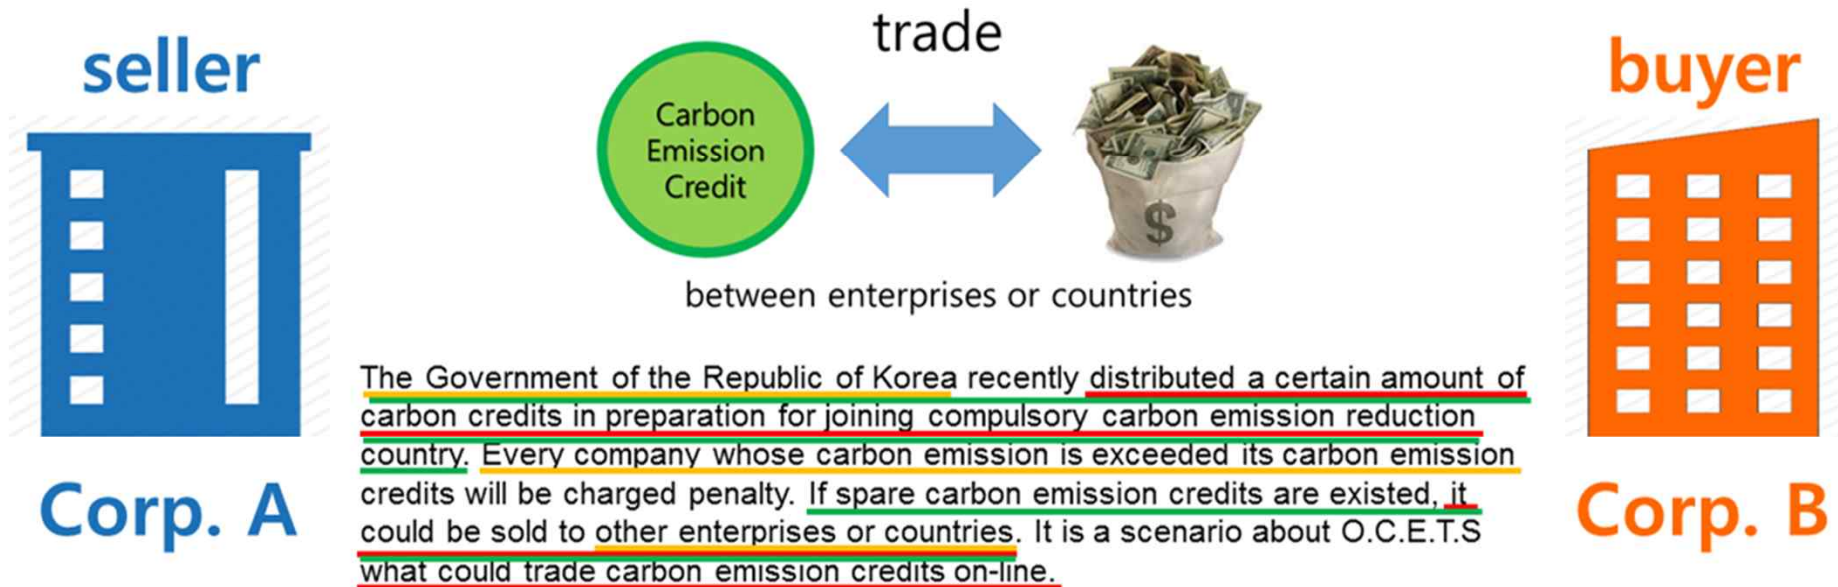 trade
seller
buyer
Carbon
Emission
Credit
$
between enterprises or countries
The Government of the Republic of Korea recently distributed a certain amount of
carbon credits in preparation for joining compulsory carbon emission reduction
country. Every company whose carbon emission is exceeded its carbon emission
credits will be charged penalty. If spare carbon emission credits are existed, it
could be sold to other enterprises or countries. It is a scenario about O.C.E.T.S
what could trade carbon emission credits on-line.
Corp. A
Corp. B